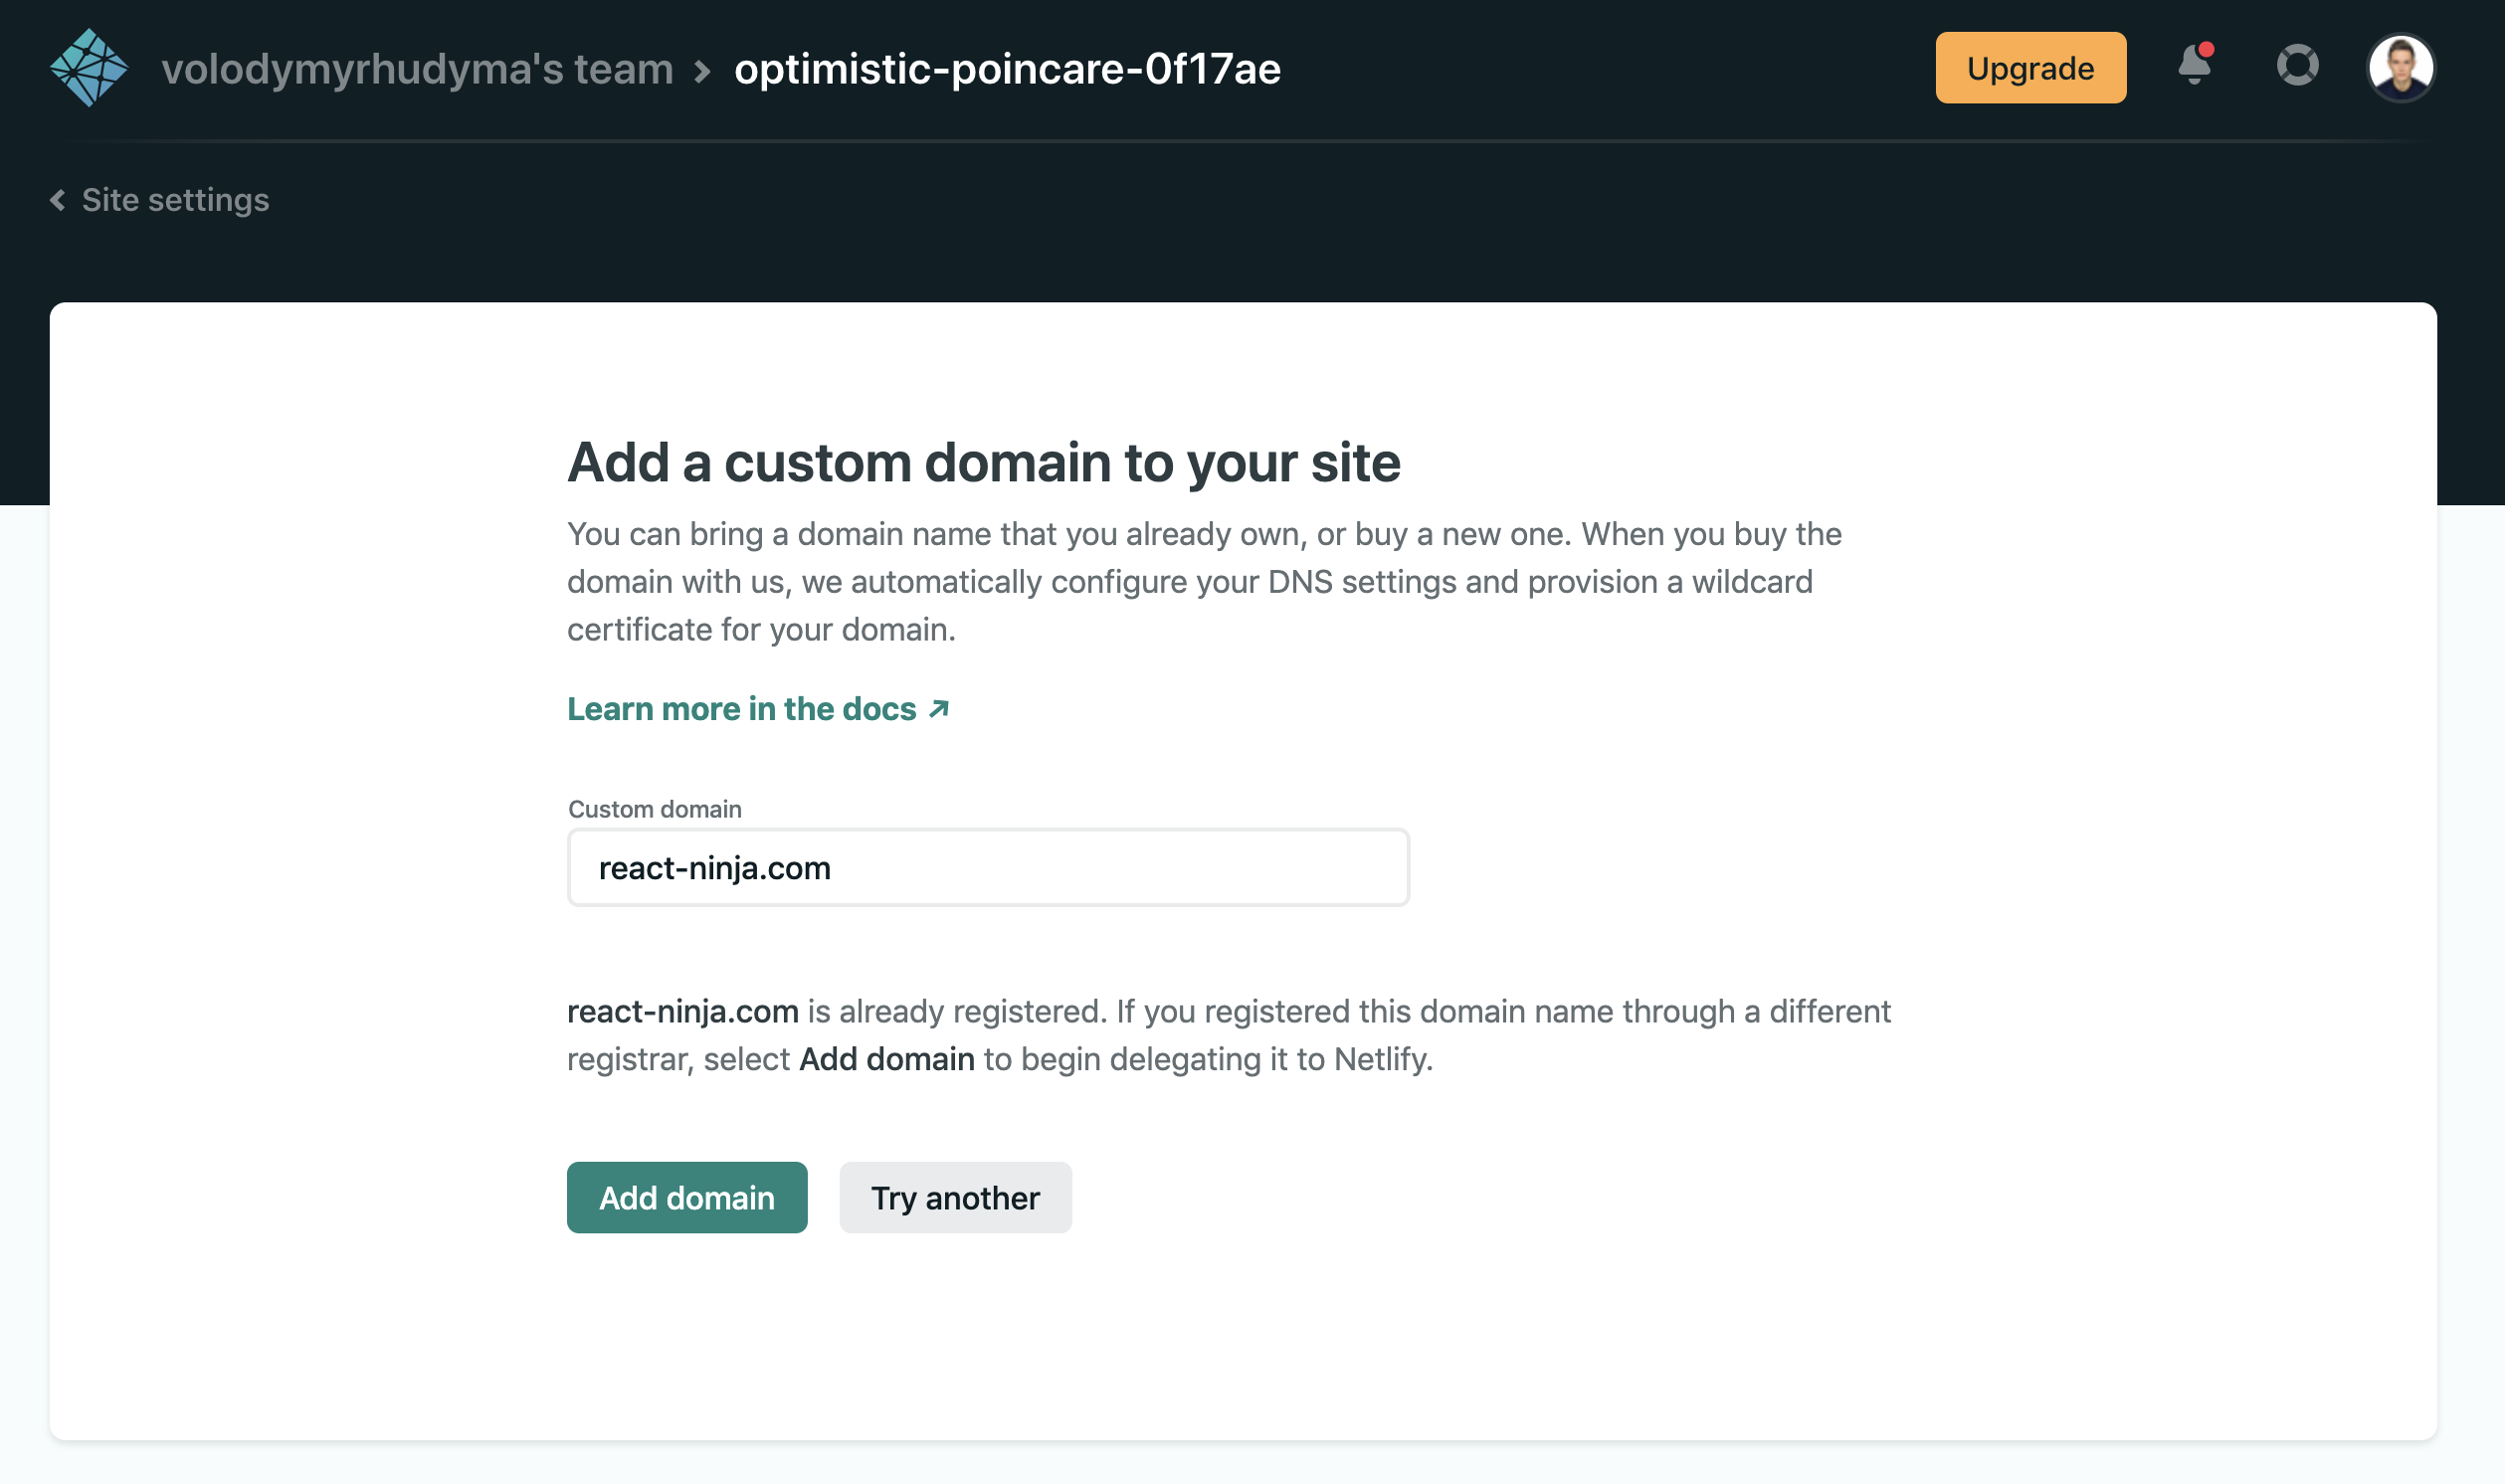 volodymyrhudyma's team > optimistic-poincare-0f17ae
Upgrade
Site settings
Add a custom domain to your site
You can bring a domain name that you already own, or buy a new one. When you buy the
domain with us, we automatically configure your DNS settings and provision a wildcard
certificate for your domain.
Learn more in the docs ↗
Custom domain
react-ninja.com
react-ninja.com is already registered. If you registered this domain name through a different
registrar, select Add domain to begin delegating it to Netlify.
Add domain
Try another